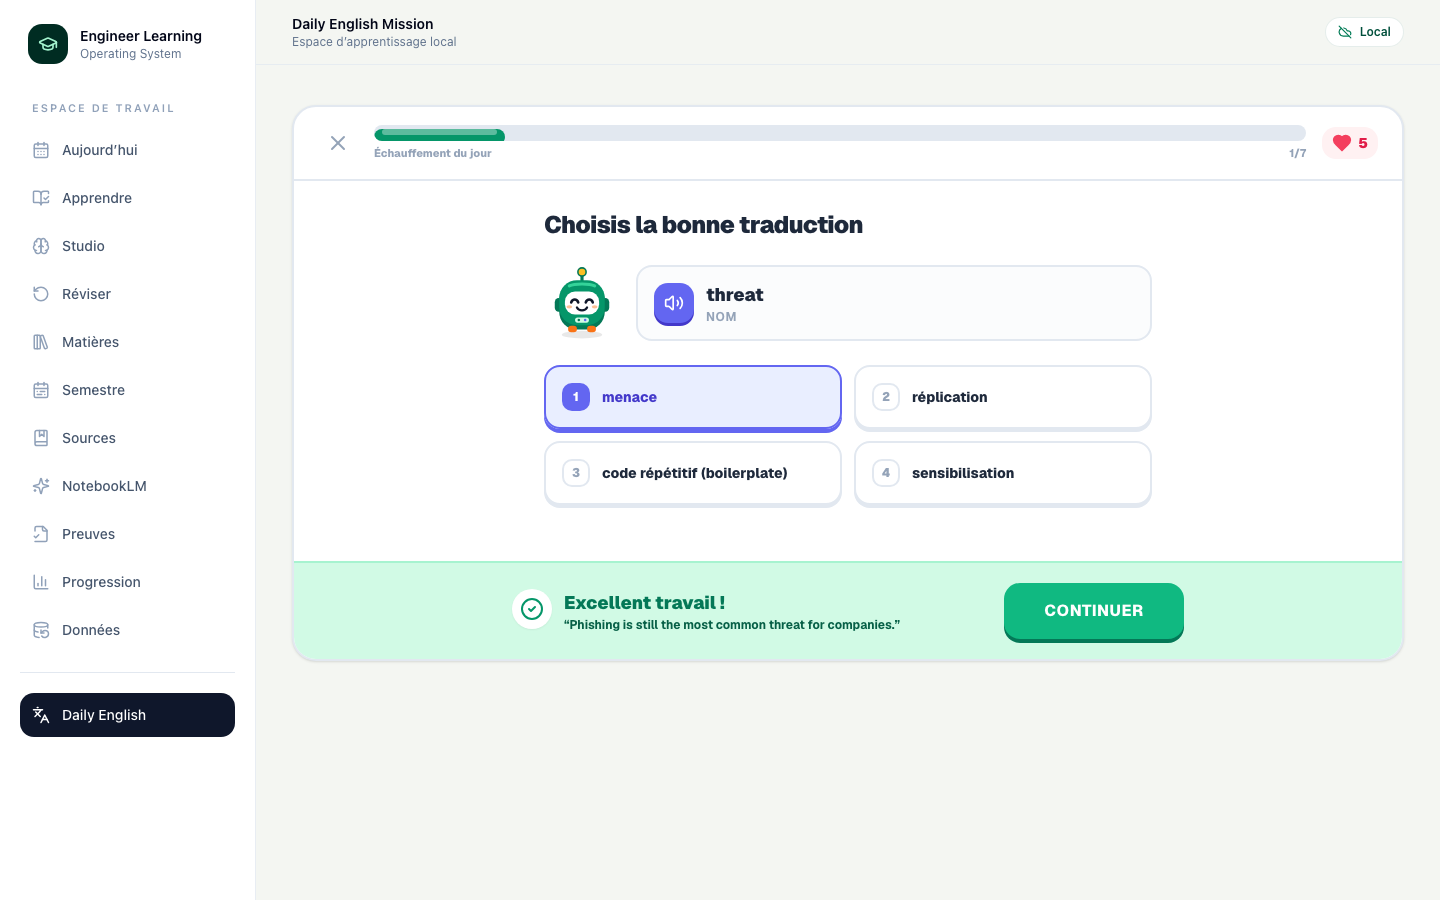 Engineer Learning
Operating System
ESPACE DE TRAVAIL
Aujourd'hui
Apprendre
Studio
Réviser
Matières
Semestre
Sources
NotebookLM
Preuves
Progression
Données
Daily English
Daily English Mission
Espace d'apprentissage local
Local
Échauffement du jour
1/7
5
Choisis la bonne traduction
threat
NOM
1 menace
2 réplication
3 code répétitif (boilerplate)
4 sensibilisation
Excellent travail !
“Phishing is still the most common threat for companies.”
CONTINUER